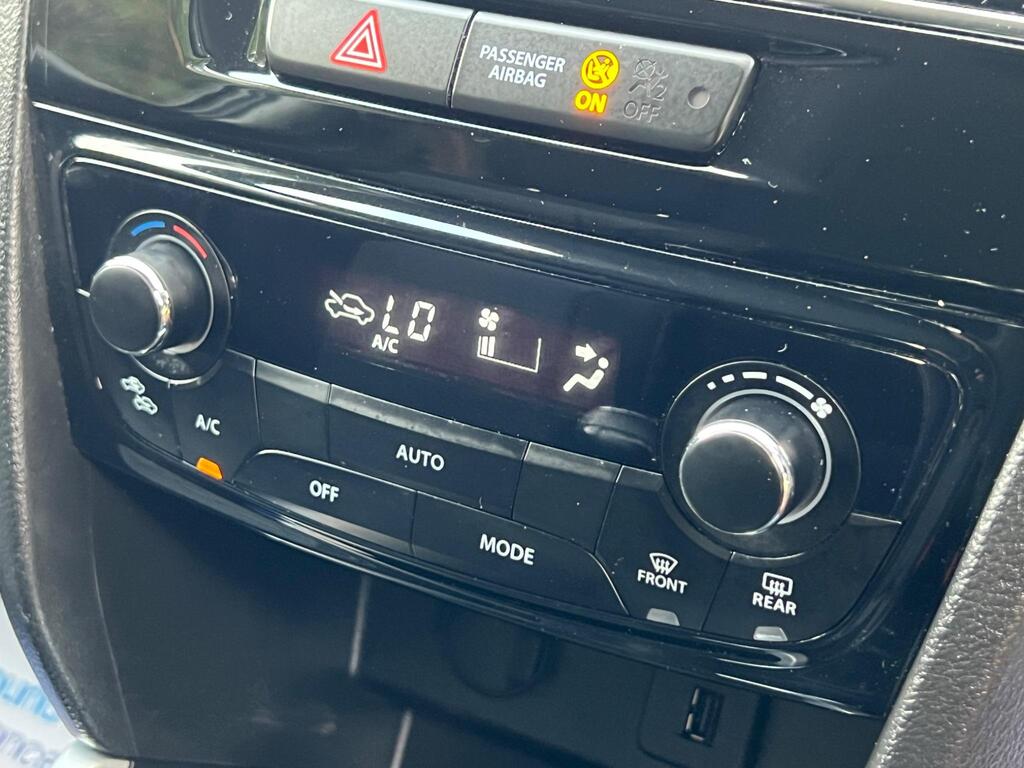 PASSENGER
AIRBAG
ON
OFF
LO
A/C
A/C
AUTO
OFF
MODE
FRONT
REAR